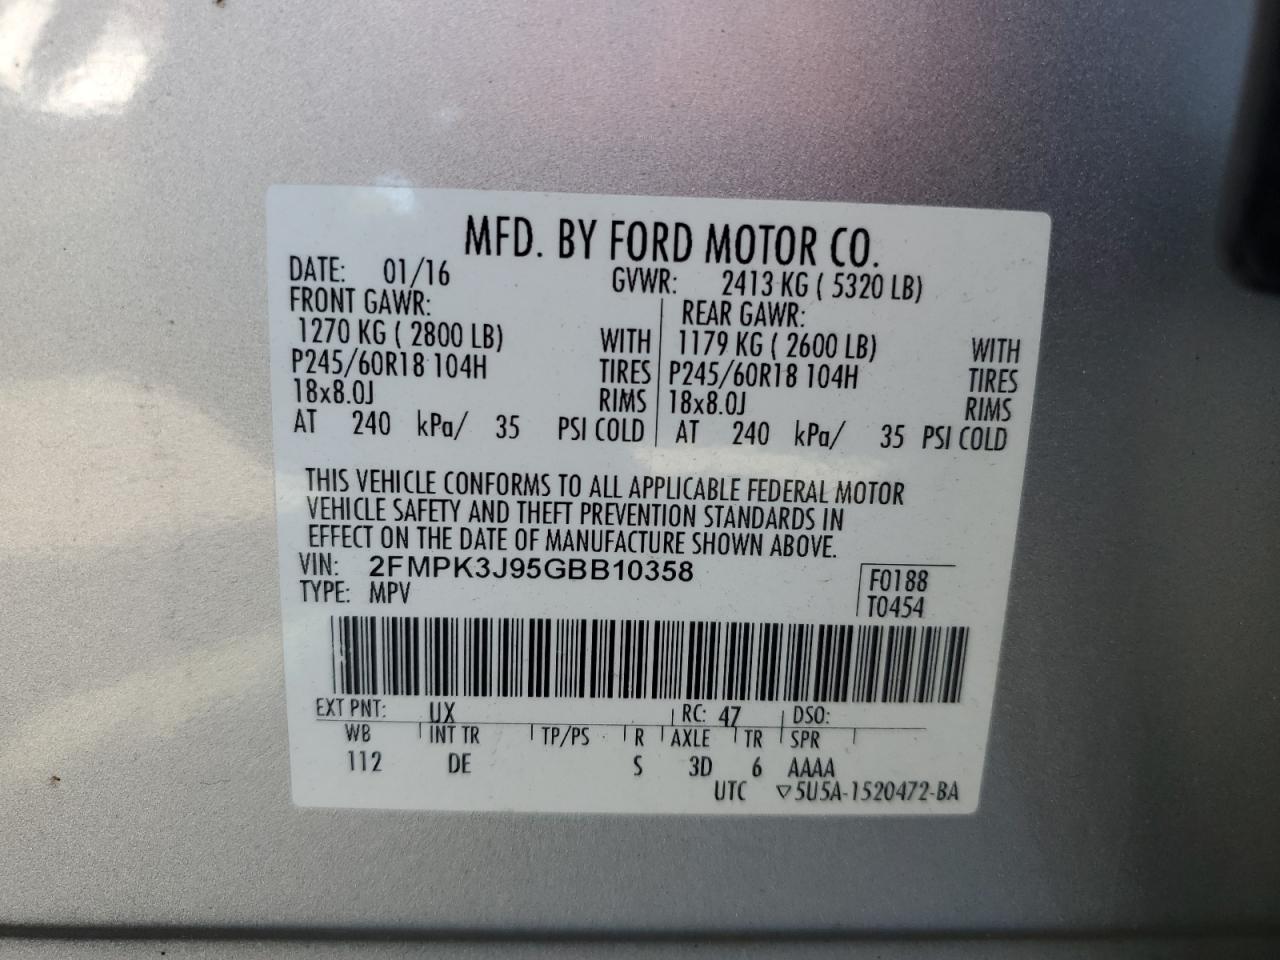 MFD. BY FORD MOTOR CO.
DATE: 01/16 GVWR: 2413 KG ( 5320 LB)
FRONT GAWR: REAR GAWR:
1270 KG ( 2800 LB) WITH 1179 KG ( 2600 LB) WITH
P245/60R18 104H TIRES P245/60R18 104H TIRES
18x8.0J RIMS 18x8.0J RIMS
AT 240 kPa/ 35 PSI COLD AT 240 kPa/ 35 PSI COLD
THIS VEHICLE CONFORMS TO ALL APPLICABLE FEDERAL MOTOR
VEHICLE SAFETY AND THEFT PREVENTION STANDARDS IN
EFFECT ON THE DATE OF MANUFACTURE SHOWN ABOVE.
VIN: 2FMPK3J95GBB10358 F0188
TYPE: MPV T0454
EXT PNT: UX RC: 47 DSO:
WB INT TR TP/PS R AXLE TR SPR
112 DE S 3D 6 AAAA
UTC ▽5U5A-1520472-BA